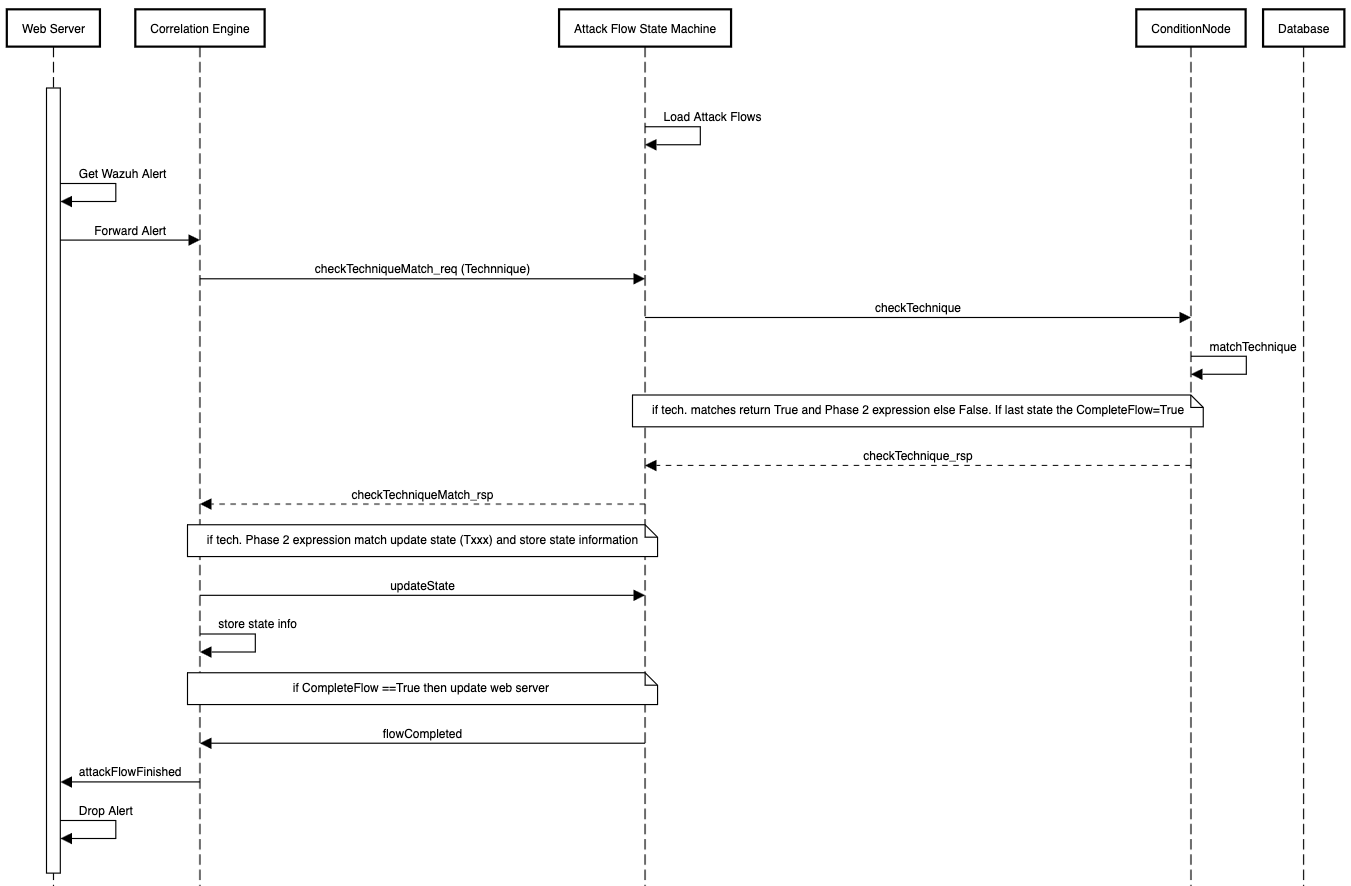 Web Server
Correlation Engine
Attack Flow State Machine
ConditionNode
Database
Load Attack Flows
Get Wazuh Alert
Forward Alert
checkTechniqueMatch_req (Technnique)
checkTechnique
matchTechnique
if tech. matches return True and Phase 2 expression else False. If last state the CompleteFlow=True
checkTechnique_rsp
checkTechniqueMatch_rsp
if tech. Phase 2 expression match update state (Txxx) and store state information
updateState
store state info
if CompleteFlow ==True then update web server
flowCompleted
attackFlowFinished
Drop Alert